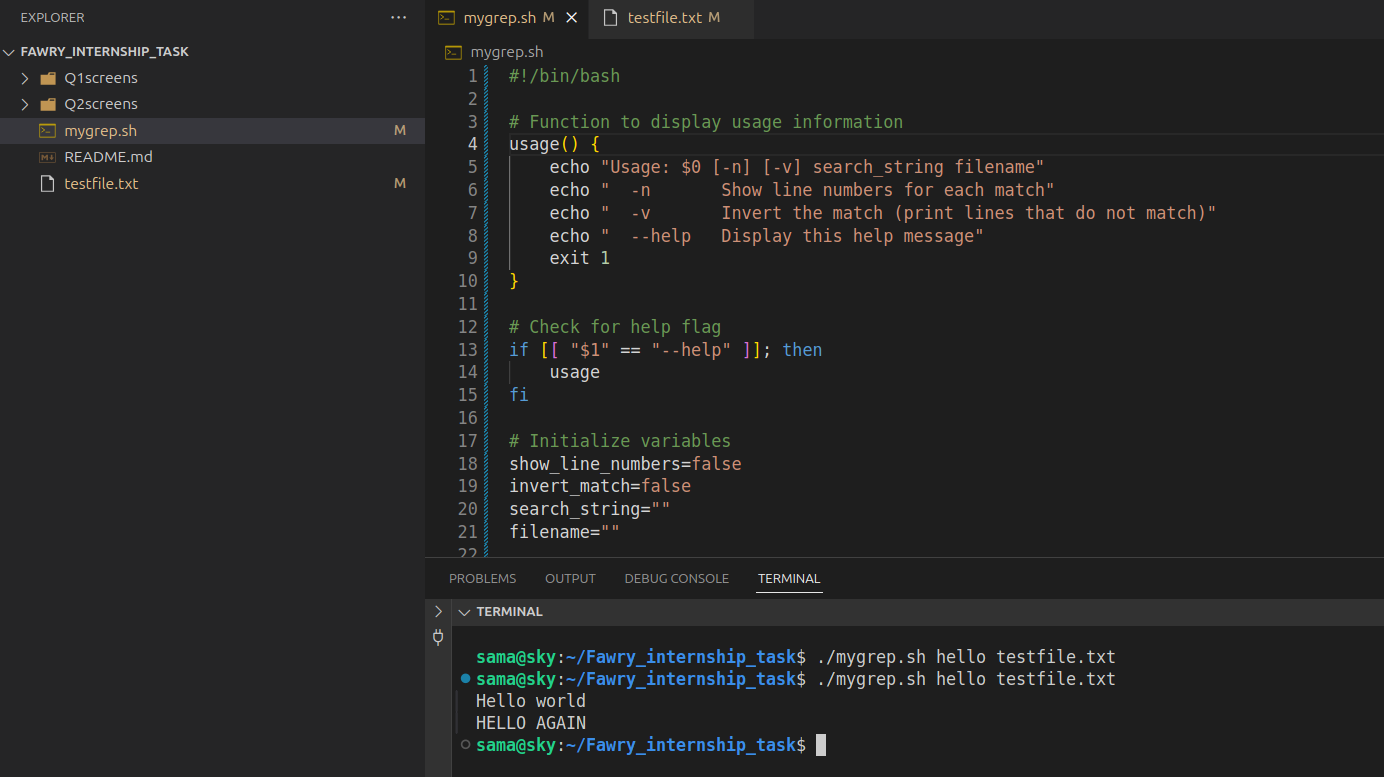 EXPLORER
FAWRY_INTERNSHIP_TASK
Q1screens
Q2screens
mygrep.sh M
README.md
testfile.txt M
mygrep.sh M
testfile.txt M
mygrep.sh
1 #!/bin/bash
2
3 # Function to display usage information
4 usage() {
5     echo "Usage: $0 [-n] [-v] search_string filename"
6     echo "  -n       Show line numbers for each match"
7     echo "  -v       Invert the match (print lines that do not match)"
8     echo "  --help   Display this help message"
9     exit 1
10 }
11
12 # Check for help flag
13 if [[ "$1" == "--help" ]]; then
14     usage
15 fi
16
17 # Initialize variables
18 show_line_numbers=false
19 invert_match=false
20 search_string=""
21 filename=""
22
PROBLEMS OUTPUT DEBUG CONSOLE TERMINAL
TERMINAL
sama@sky:~/Fawry_internship_task$ ./mygrep.sh hello testfile.txt
sama@sky:~/Fawry_internship_task$ ./mygrep.sh hello testfile.txt
Hello world
HELLO AGAIN
sama@sky:~/Fawry_internship_task$